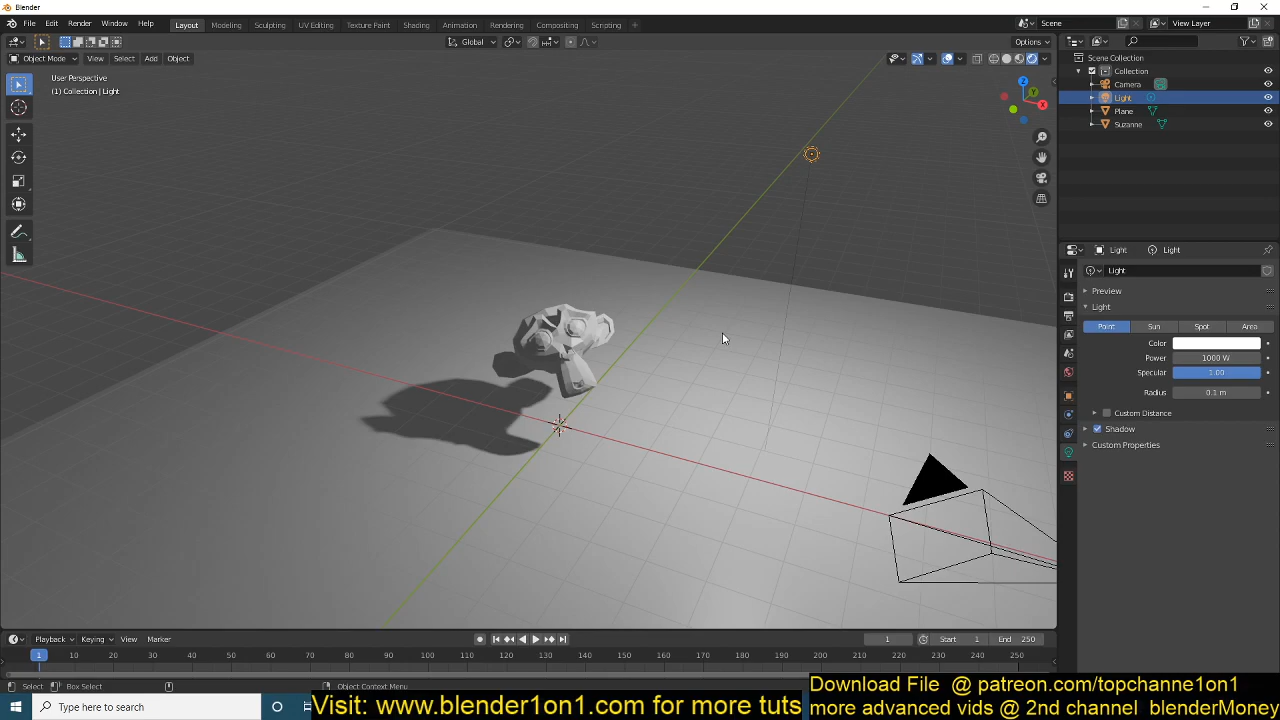 Blender
File Edit Render Window Help Layout Modeling Sculpting UV Editing Texture Paint Shading Animation Rendering Compositing Scripting + Scene View Layer
Global Options
Object Mode View Select Add Object
User Perspective
(1) Collection | Light
Z
Y
X
Scene Collection
Collection
Camera
Light
Plane
Suzanne
Light Light
Light
Preview
Light
Point Sun Spot Area
Color
Power 1000 W
Specular 1.00
Radius 0.1 m
Custom Distance
Shadow
Custom Properties
Playback Keying View Marker 1 Start 1 End 250
1 10 20 30 40 50 60 70 80 90 100 110 120 130 140 150 160 170 180 190 200 210 220 230 240 250
Select Box Select Object Context Menu
Type here to search
Visit: www.blender1on1.com for more tuts
Download File @ patreon.com/topchanne1on1
more advanced vids @ 2nd channel blenderMoney